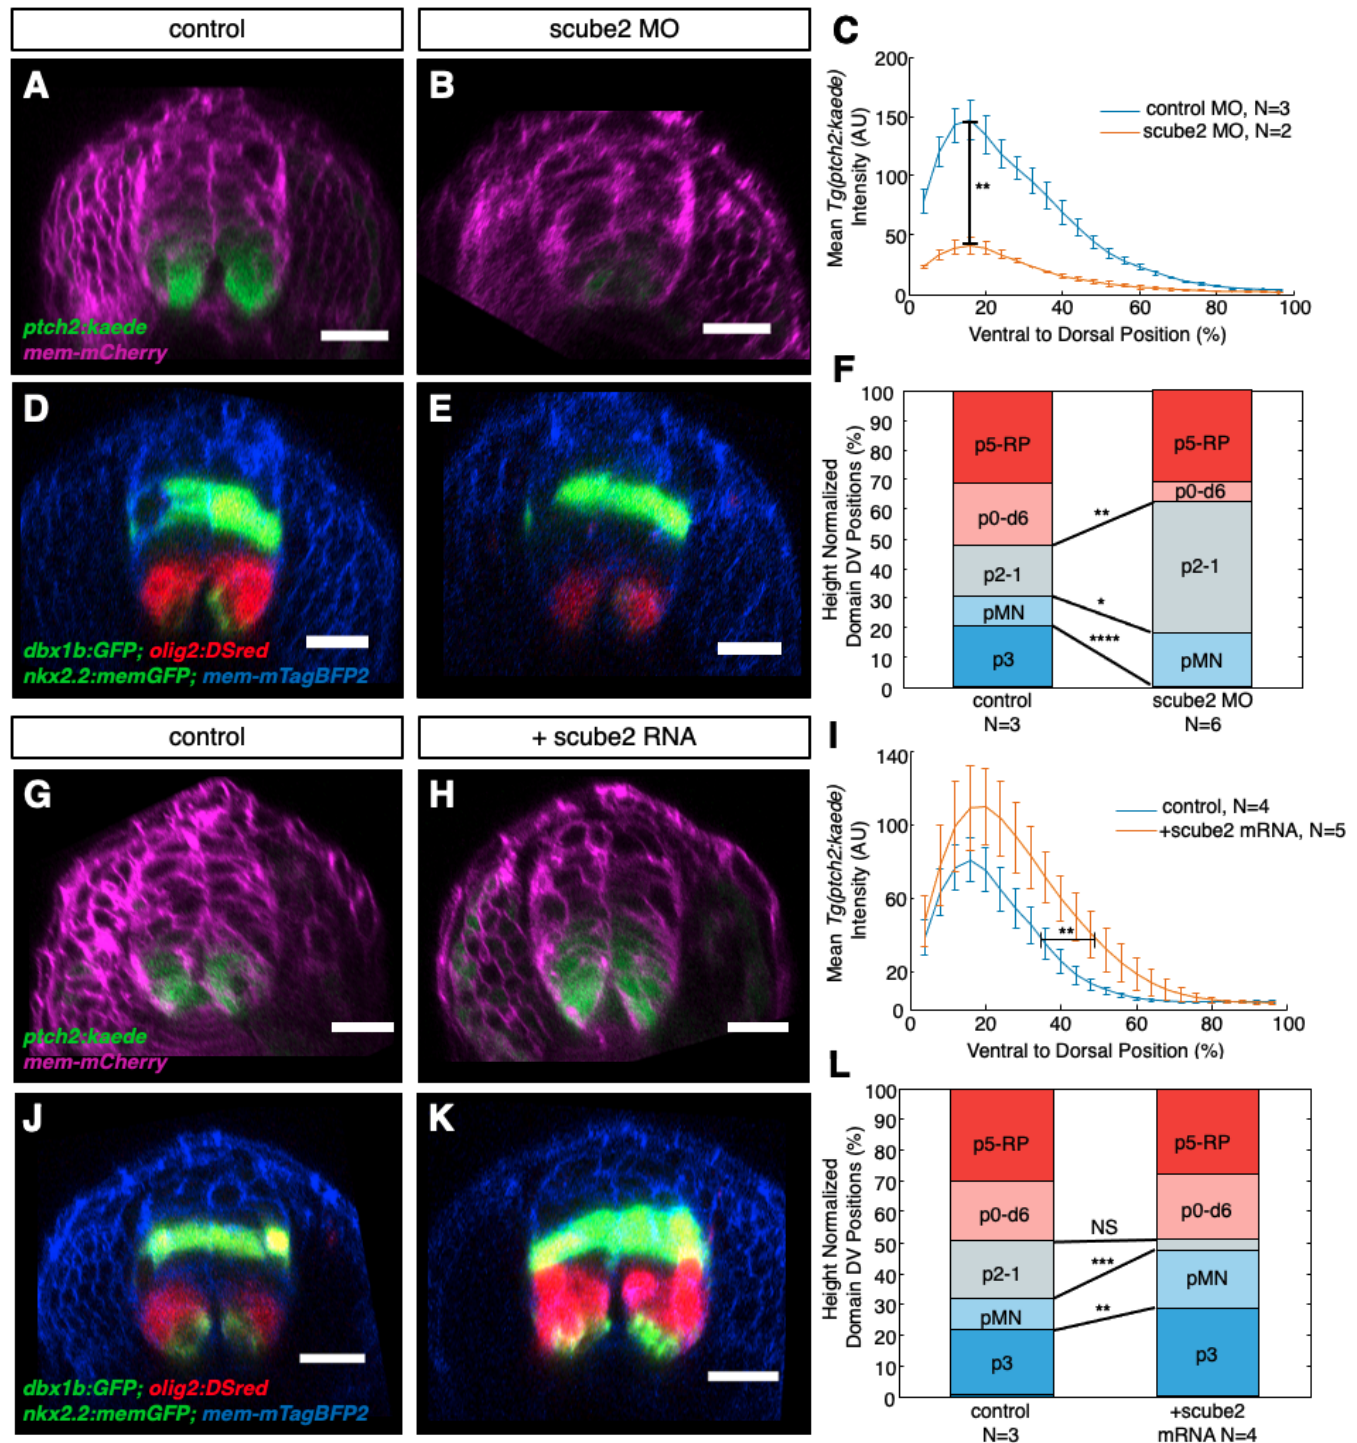 control
scube2 MO
A
ptch2:kaede
mem-mCherry
B
C
Mean Tg(ptch2:kaede)
Intensity (AU)
200
150
100
50
0
control MO, N=3
scube2 MO, N=2
**
0 20 40 60 80 100
Ventral to Dorsal Position (%)
D
dbx1b:GFP; olig2:DSred
nkx2.2:memGFP; mem-mTagBFP2
E
F
Height Normalized
Domain DV Positions (%)
100
90
80
70
60
50
40
30
20
10
0
p5-RP
p0-d6
p2-1
pMN
p3
**
*
****
p5-RP
p0-d6
p2-1
pMN
control
N=3
scube2 MO
N=6
control
+ scube2 RNA
G
ptch2:kaede
mem-mCherry
H
I
Mean Tg(ptch2:kaede)
Intensity (AU)
140
100
60
20
0
control, N=4
+scube2 mRNA, N=5
**
0 20 40 60 80 100
Ventral to Dorsal Position (%)
J
dbx1b:GFP; olig2:DSred
nkx2.2:memGFP; mem-mTagBFP2
K
L
Height Normalized
Domain DV Positions (%)
100
90
80
70
60
50
40
30
20
10
0
p5-RP
p0-d6
p2-1
pMN
p3
NS
***
**
p5-RP
p0-d6
pMN
p3
control
N=3
+scube2
mRNA N=4